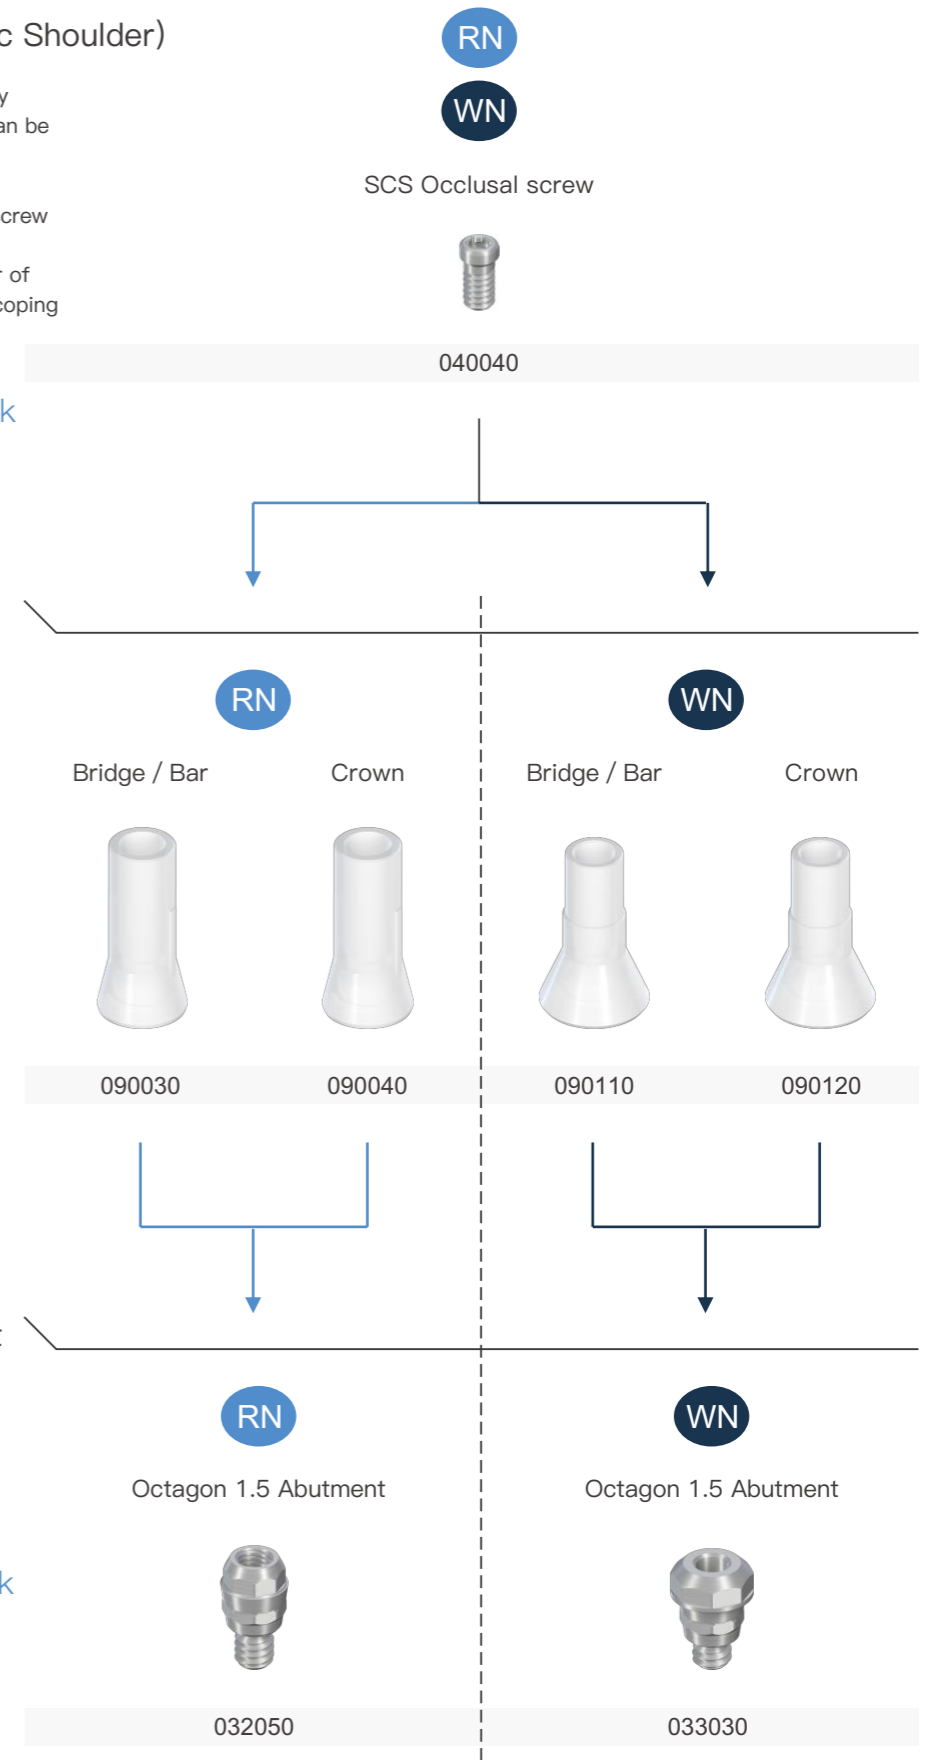 c Shoulder)
RN
y
an be
WN
SCS Occlusal screw
crew
r of
coping
040040
k
RN WN
Bridge / Bar Crown Bridge / Bar Crown
090030 090040 090110 090120
t
RN WN
Octagon 1.5 Abutment Octagon 1.5 Abutment
k
032050 033030